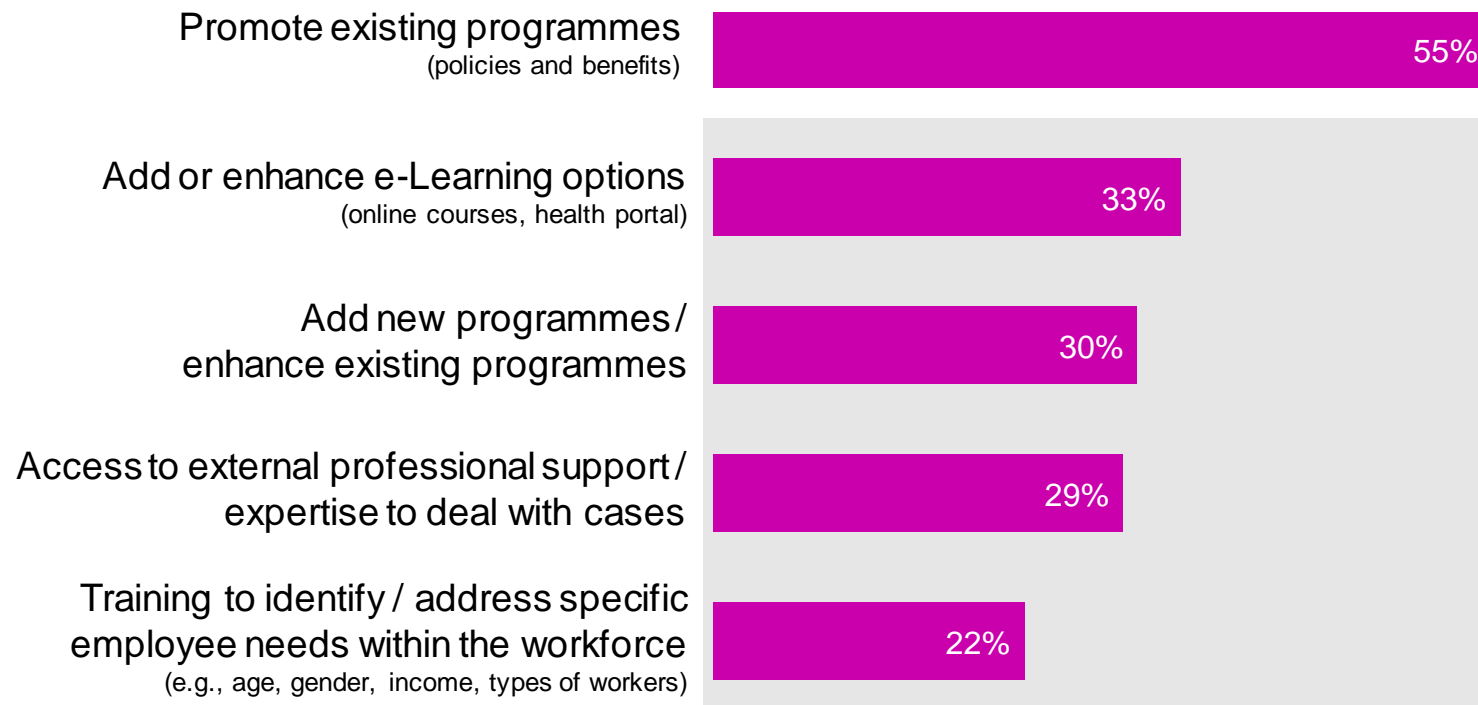 Promote existing programmes
(policies and benefits)
55%
Add or enhance e-Learning options
(online courses, health portal)
33%
Add new programmes /
enhance existing programmes
30%
Access to external professional support /
expertise to deal with cases
29%
Training to identify / address specific
employee needs within the workforce
(e.g., age, gender, income, types of workers)
22%